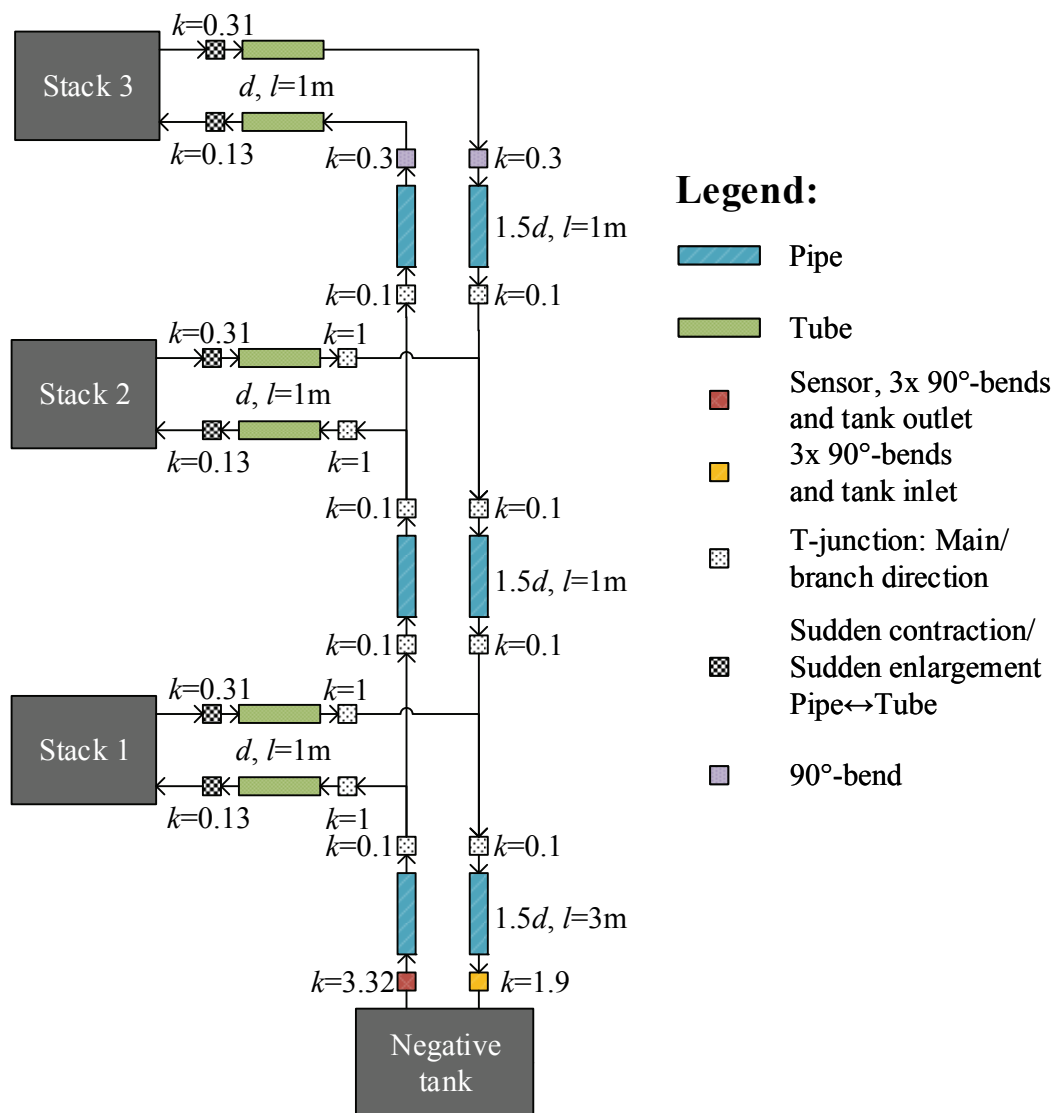 k=0.31
Stack 3
d, l=1m
k=0.13
k=0.3
k=0.3
1.5d, l=1m
k=0.1
k=0.1
k=0.31
k=1
Stack 2
d, l=1m
k=0.13
k=1
k=0.1
k=0.1
1.5d, l=1m
k=0.1
k=0.1
k=0.31
k=1
Stack 1
d, l=1m
k=0.13
k=1
k=0.1
k=0.1
1.5d, l=3m
k=3.32
k=1.9
Negative
tank
Legend:
Pipe
Tube
Sensor, 3x 90°-bends
and tank outlet
3x 90°-bends
and tank inlet
T-junction: Main/
branch direction
Sudden contraction/
Sudden enlargement
Pipe↔Tube
90°-bend